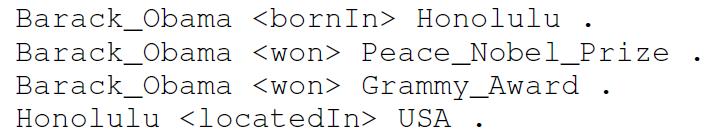 Barack_Obama <bornIn> Honolulu .
Barack_Obama <won> Peace_Nobel_Prize .
Barack_Obama <won> Grammy_Award .
Honolulu <locatedIn> USA .